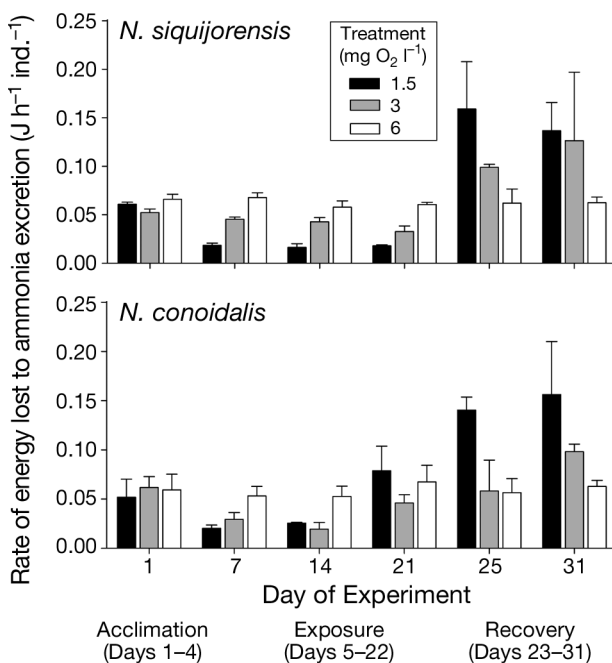 Rate of energy lost to ammonia excretion (J h⁻¹ ind.⁻¹)
N. siquijorensis
Treatment
(mg O₂ l⁻¹)
1.5
3
6
0.25
0.20
0.15
0.10
0.05
0.00
N. conoidalis
0.25
0.20
0.15
0.10
0.05
0.00
1 7 14 21 25 31
Day of Experiment
Acclimation Exposure Recovery
(Days 1–4) (Days 5–22) (Days 23–31)